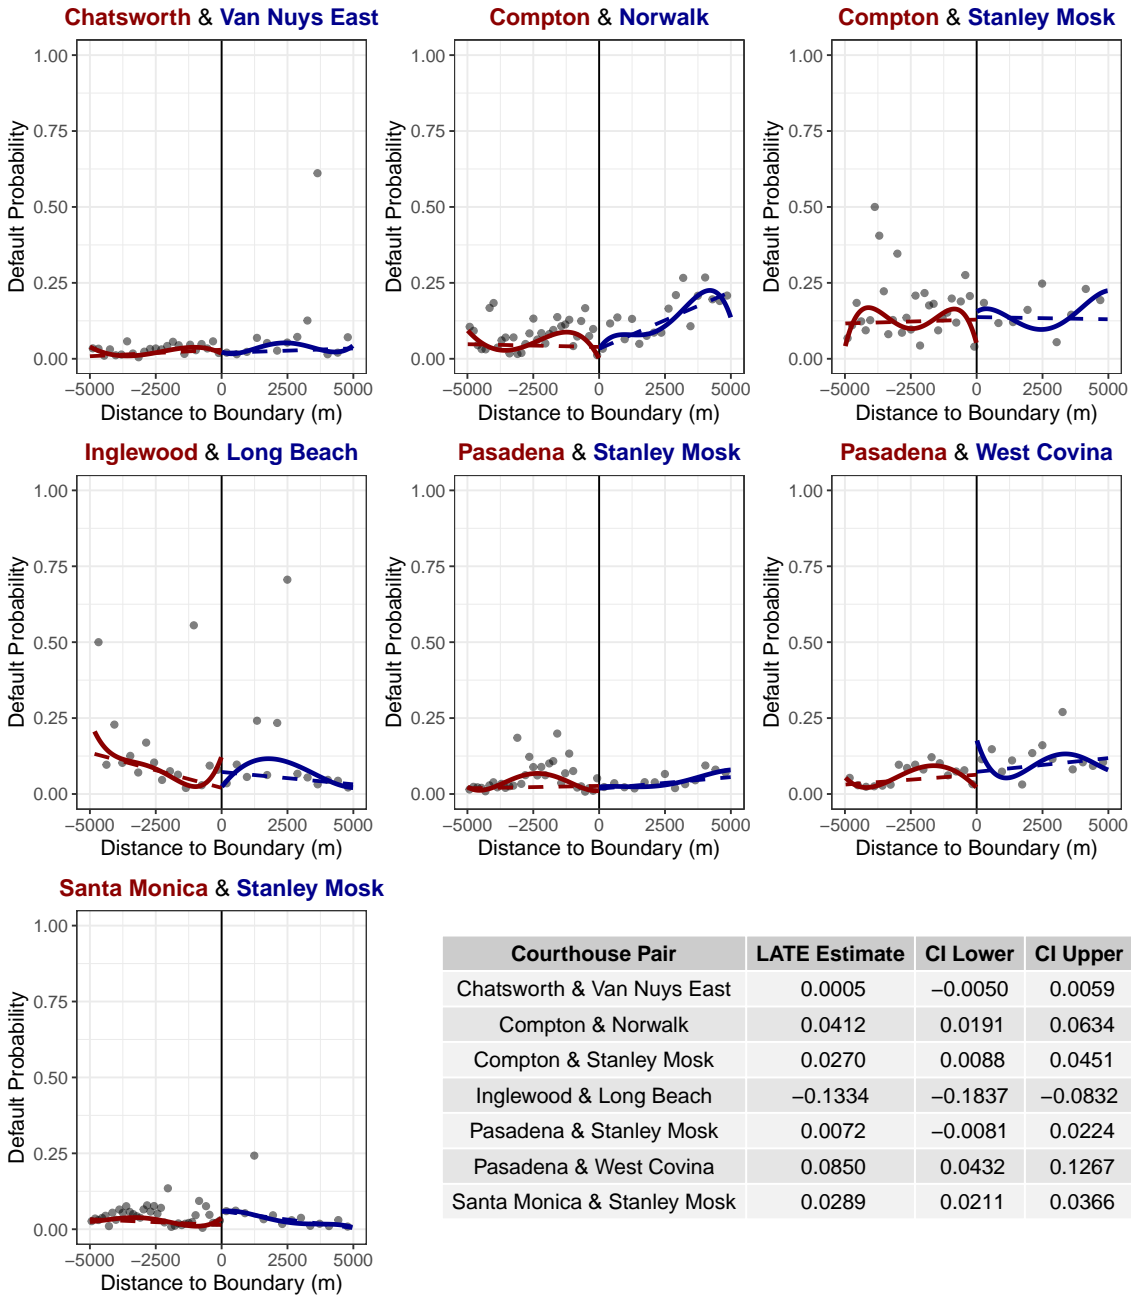 Chatsworth & Van Nuys East
1.00
0.75
0.50
0.25
0.00
Default Probability
−5000 −2500 0 2500 5000
Distance to Boundary (m)
Compton & Norwalk
1.00
0.75
0.50
0.25
0.00
Default Probability
−5000 −2500 0 2500 5000
Distance to Boundary (m)
Compton & Stanley Mosk
1.00
0.75
0.50
0.25
0.00
Default Probability
−5000 −2500 0 2500 5000
Distance to Boundary (m)
Inglewood & Long Beach
1.00
0.75
0.50
0.25
0.00
Default Probability
−5000 −2500 0 2500 5000
Distance to Boundary (m)
Pasadena & Stanley Mosk
1.00
0.75
0.50
0.25
0.00
Default Probability
−5000 −2500 0 2500 5000
Distance to Boundary (m)
Pasadena & West Covina
1.00
0.75
0.50
0.25
0.00
Default Probability
−5000 −2500 0 2500 5000
Distance to Boundary (m)
Santa Monica & Stanley Mosk
1.00
0.75
0.50
0.25
0.00
Default Probability
−5000 −2500 0 2500 5000
Distance to Boundary (m)
Courthouse Pair LATE Estimate CI Lower CI Upper
Chatsworth & Van Nuys East 0.0005 −0.0050 0.0059
Compton & Norwalk 0.0412 0.0191 0.0634
Compton & Stanley Mosk 0.0270 0.0088 0.0451
Inglewood & Long Beach −0.1334 −0.1837 −0.0832
Pasadena & Stanley Mosk 0.0072 −0.0081 0.0224
Pasadena & West Covina 0.0850 0.0432 0.1267
Santa Monica & Stanley Mosk 0.0289 0.0211 0.0366